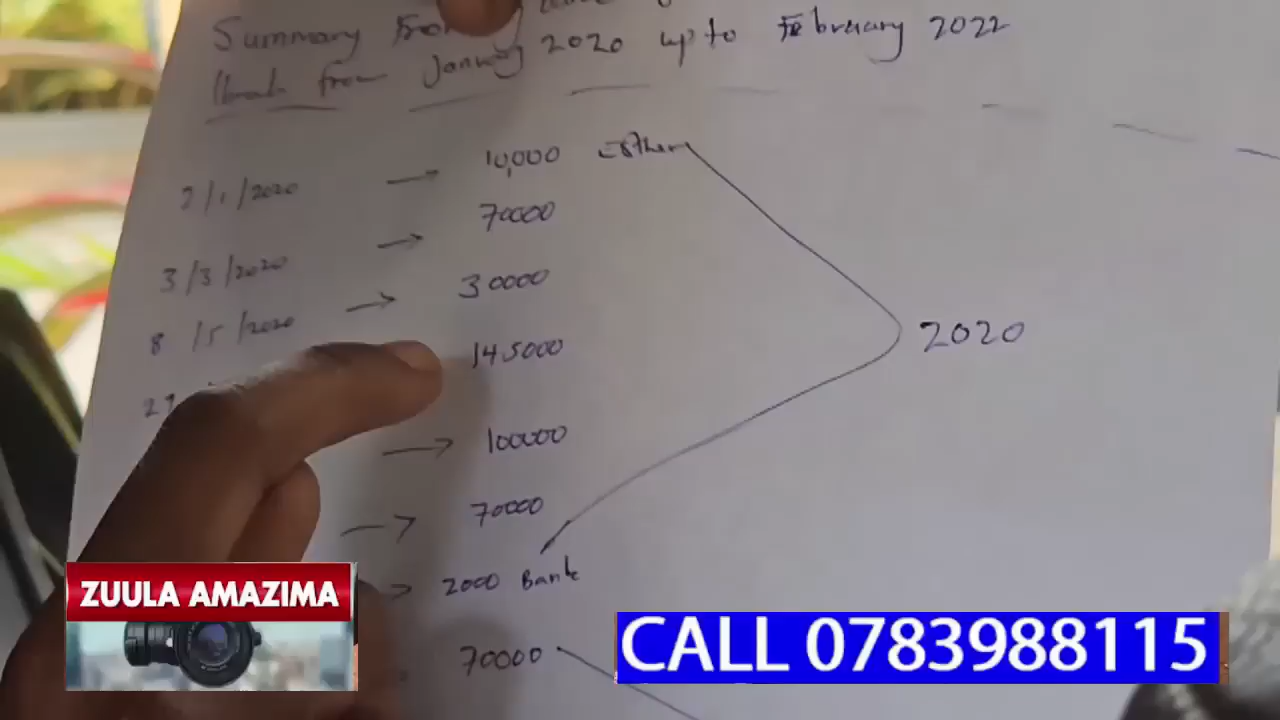 Summary From
from January 2020 up to February 2022
2/1/2020 → 10,000 Esther
3/3/2020 → 70000
8/5/2020 → 30000
145000
→ 100000
→ 70000
→ 2000 Bank
70000
2020
ZUULA AMAZIMA
CALL 0783988115